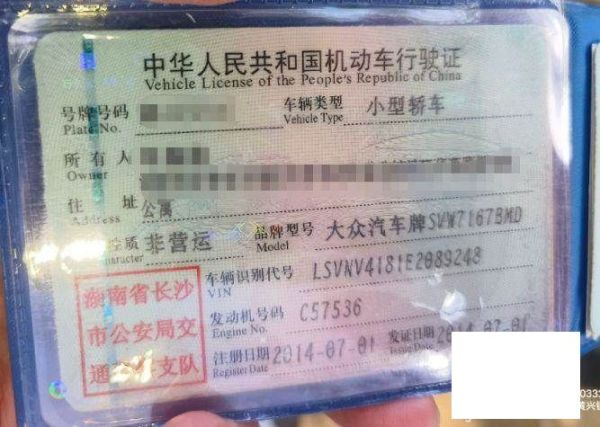 中华人民共和国机动车行驶证
Vehicle License of the People's Republic of China
号牌号码 Plate No. 车辆类型 Vehicle Type 小型轿车
所有人 Owner
住址 Address 公寓
性质 Character 非营运 品牌型号 Model 大众汽车牌SVW7167BMD
车辆识别代号 VIN LSVNV4181E2089248
发动机号码 Engine No. C57536
注册日期 Register Date 2014-07-01 发证日期 Issue Date 2014-07-01
湖南省长沙
市公安局交
通警察支队